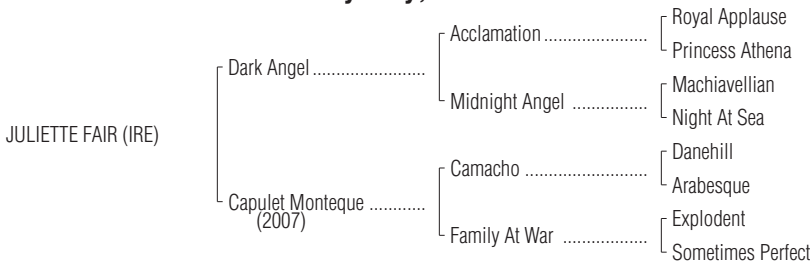 Royal Applause
Acclamation
Princess Athena
Dark Angel
Machiavellian
Midnight Angel
Night At Sea
JULIETTE FAIR (IRE)
Danehill
Camacho
Arabesque
Capulet Monteque
(2007)
Explodent
Family At War
Sometimes Perfect